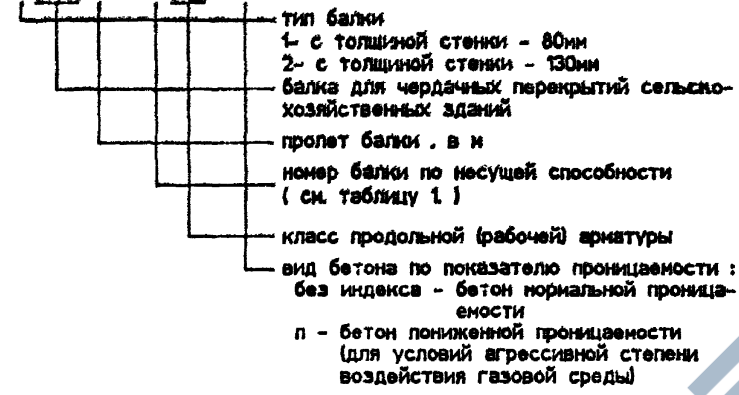 тип балки
1- с толщиной стенки - 80мм
2- с толщиной стенки - 130мм
балка для чердачных перекрытий сельско-
хозяйственных зданий
пролет балки , в м
номер балки по несущей способности
( см. таблицу 1. )
класс продольной (рабочей) арматуры
вид бетона по показателю проницаемости :
без индекса - бетон нормальной проница-
емости
п - бетон пониженной проницаемости
(для условий агрессивной степени
воздействия газовой среды)